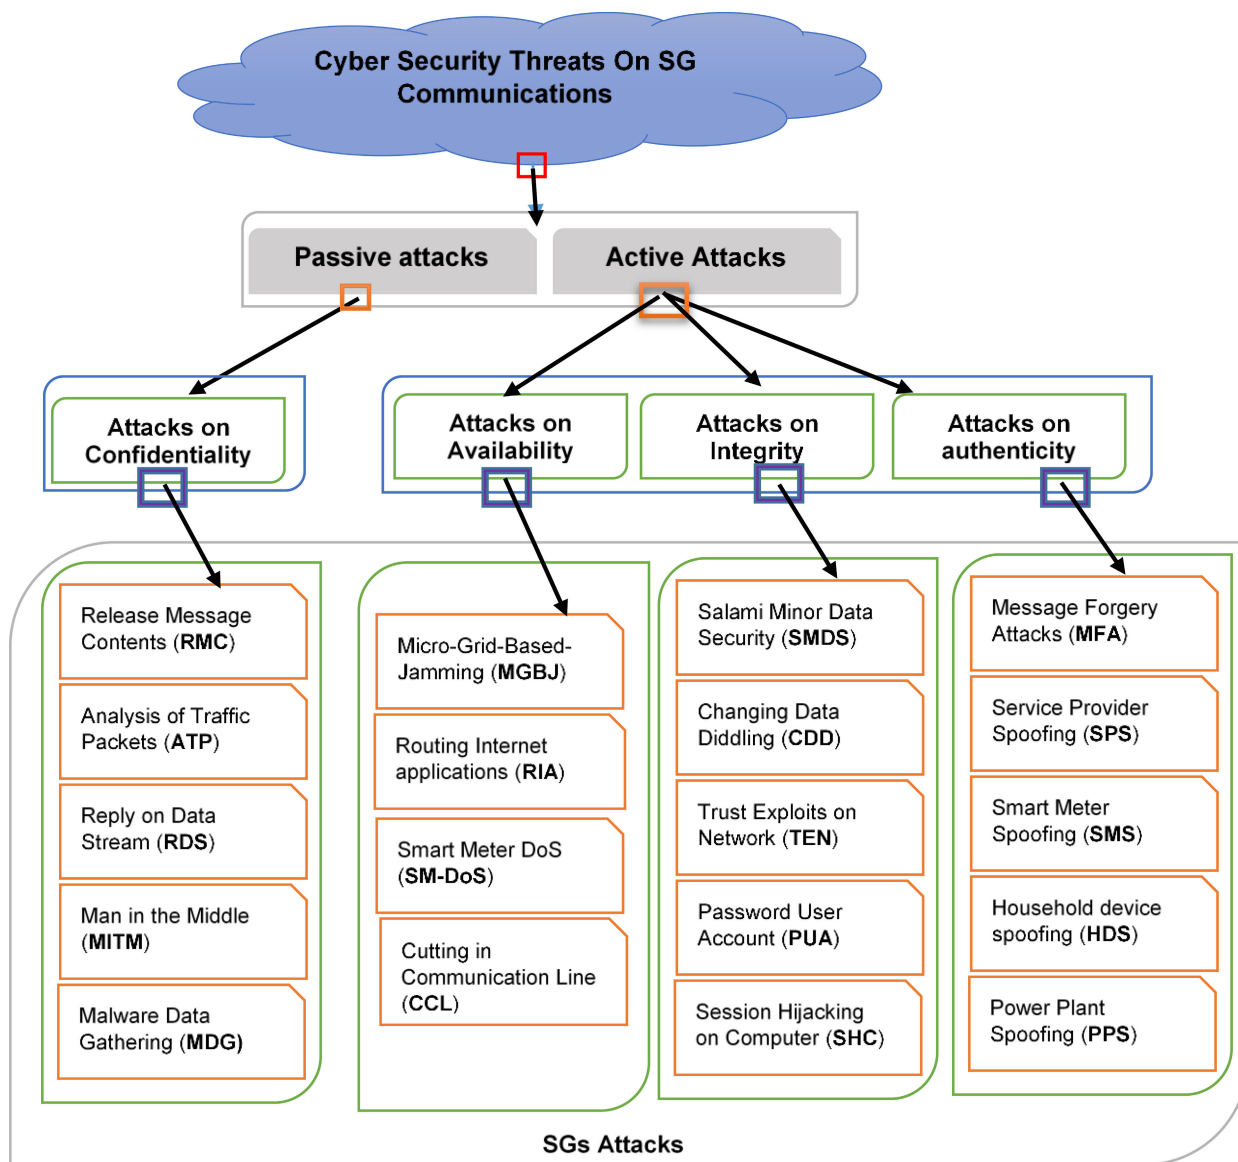 Cyber Security Threats On SG
Communications
Passive attacks
Active Attacks
Attacks on
Confidentiality
Attacks on
Availability
Attacks on
Integrity
Attacks on
authenticity
Release Message
Contents (RMC)
Analysis of Traffic
Packets (ATP)
Reply on Data
Stream (RDS)
Man in the Middle
(MITM)
Malware Data
Gathering (MDG)
Micro-Grid-Based-
Jamming (MGBJ)
Routing Internet
applications (RIA)
Smart Meter DoS
(SM-DoS)
Cutting in
Communication Line
(CCL)
Salami Minor Data
Security (SMDS)
Changing Data
Diddling (CDD)
Trust Exploits on
Network (TEN)
Password User
Account (PUA)
Session Hijacking
on Computer (SHC)
Message Forgery
Attacks (MFA)
Service Provider
Spoofing (SPS)
Smart Meter
Spoofing (SMS)
Household device
spoofing (HDS)
Power Plant
Spoofing (PPS)
SGs Attacks